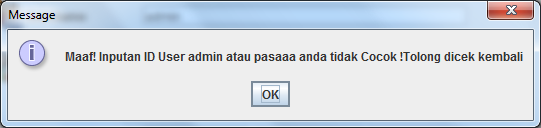 Message
Maaf! Inputan ID User admin atau pasaaa anda tidak Cocok !Tolong dicek kembali
OK